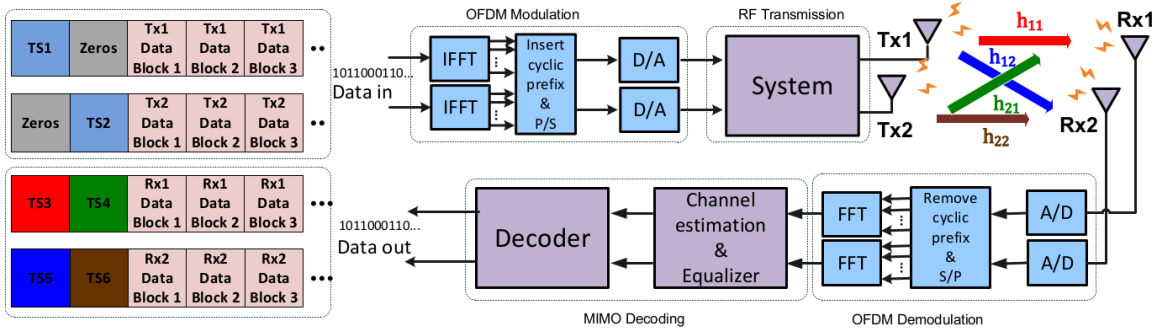 OFDM Modulation
RF Transmission
TS1
Zeros
Tx1
Data
Block 1
Tx1
Data
Block 2
Tx1
Data
Block 3
Zeros
TS2
Tx2
Data
Block 1
Tx2
Data
Block 2
Tx2
Data
Block 3
1011000110...
Data in
IFFT
IFFT
Insert
cyclic
prefix
&
P/S
D/A
D/A
System
Tx1
Tx2
h11
h12
h21
h22
Rx1
Rx2
TS3
TS4
Rx1
Data
Block 1
Rx1
Data
Block 2
Rx1
Data
Block 3
TS5
TS6
Rx2
Data
Block 1
Rx2
Data
Block 2
Rx2
Data
Block 3
1011000110...
Data out
Decoder
Channel
estimation
&
Equalizer
FFT
FFT
Remove
cyclic
prefix
&
S/P
A/D
A/D
MIMO Decoding
OFDM Demodulation